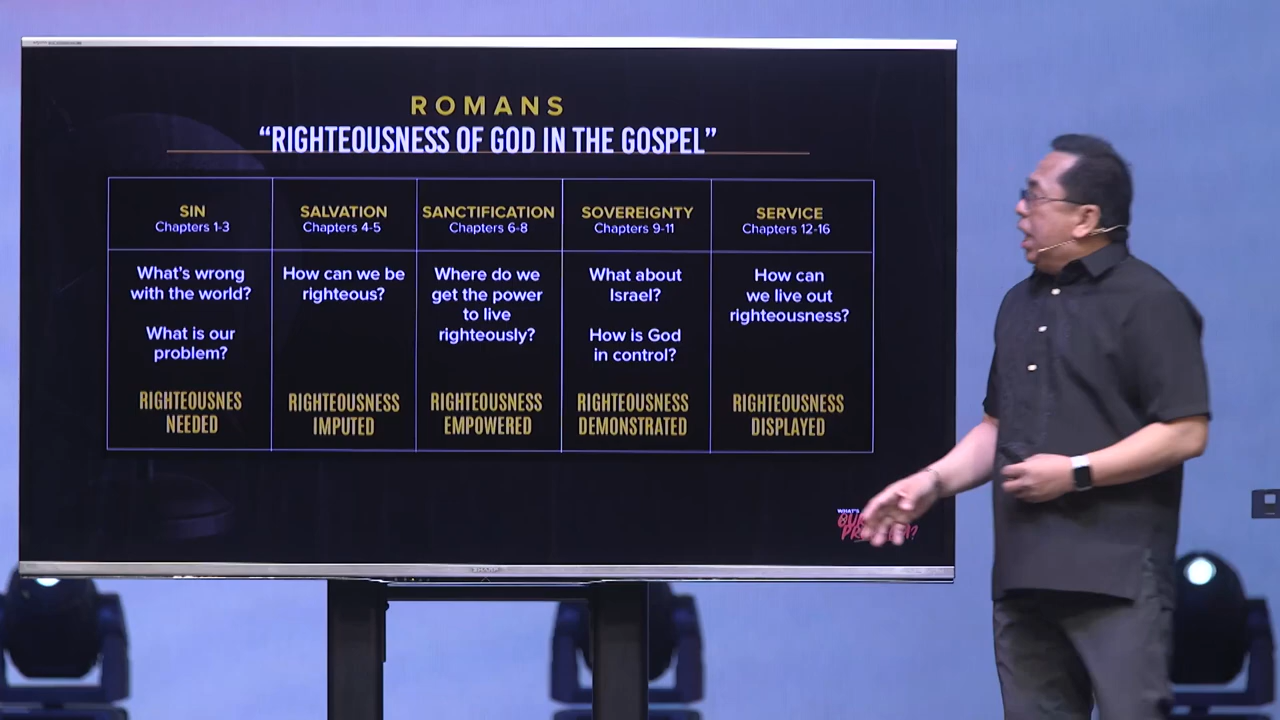 ROMANS
“RIGHTEOUSNESS OF GOD IN THE GOSPEL”
SIN
Chapters 1-3
What’s wrong
with the world?
What is our
problem?
RIGHTEOUSNES
NEEDED
SALVATION
Chapters 4-5
How can we be
righteous?
RIGHTEOUSNESS
IMPUTED
SANCTIFICATION
Chapters 6-8
Where do we
get the power
to live
righteously?
RIGHTEOUSNESS
EMPOWERED
SOVEREIGNTY
Chapters 9-11
What about
Israel?
How is God
in control?
RIGHTEOUSNESS
DEMONSTRATED
SERVICE
Chapters 12-16
How can
we live out
righteousness?
RIGHTEOUSNESS
DISPLAYED
WHAT'S